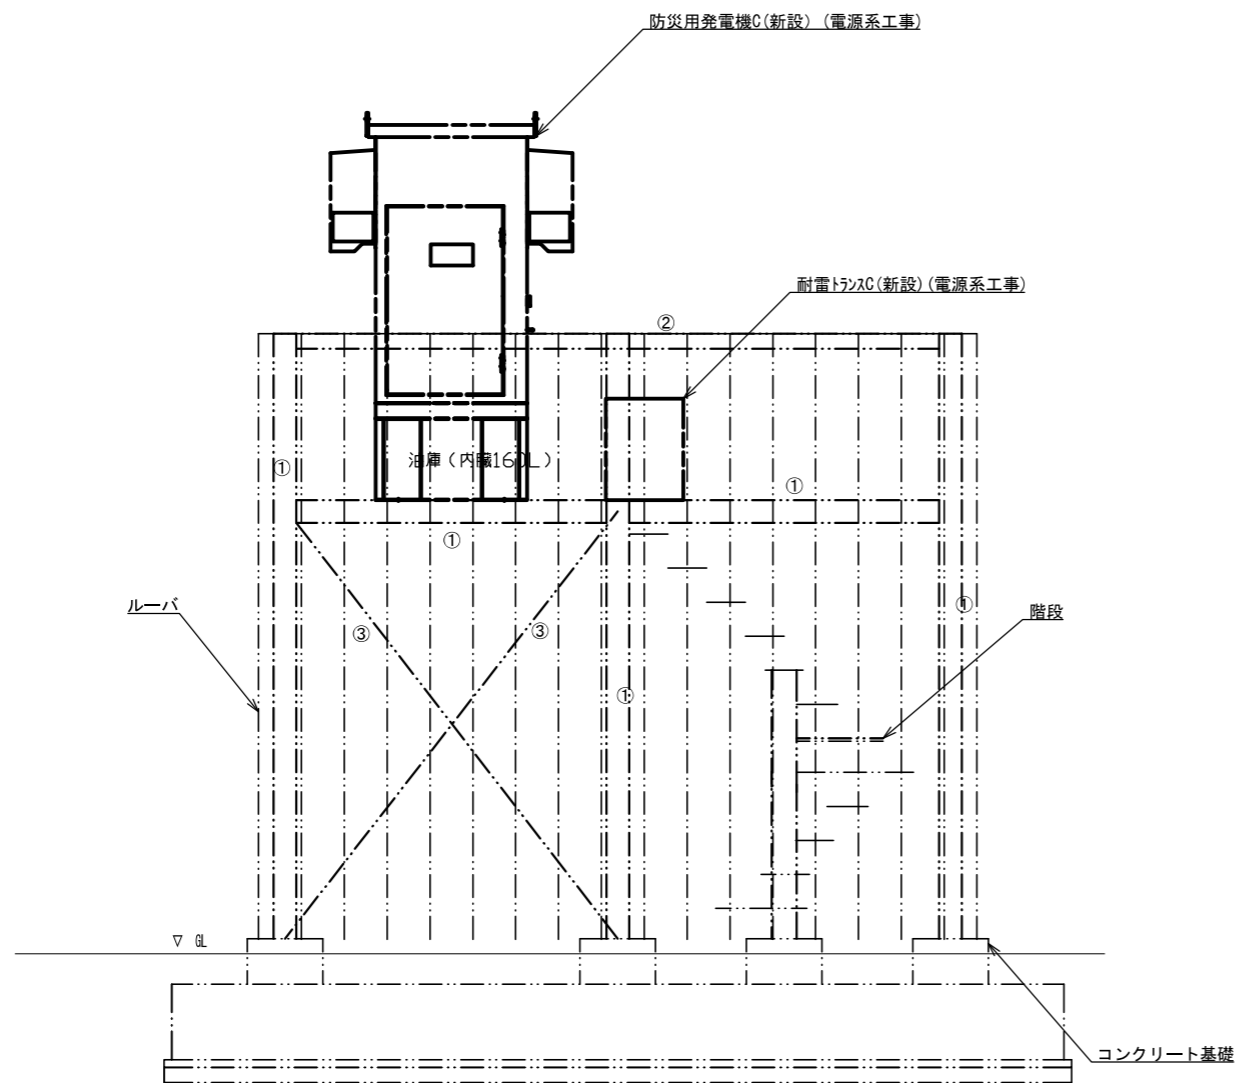 防災用発電機C(新設) (電源系工事)
耐雷トランスC(新設)(電源系工事)
②
油庫(内臓160L)
①
①
①
ルーバ
①
階段
③
③
①
▽ GL
コンクリート基礎